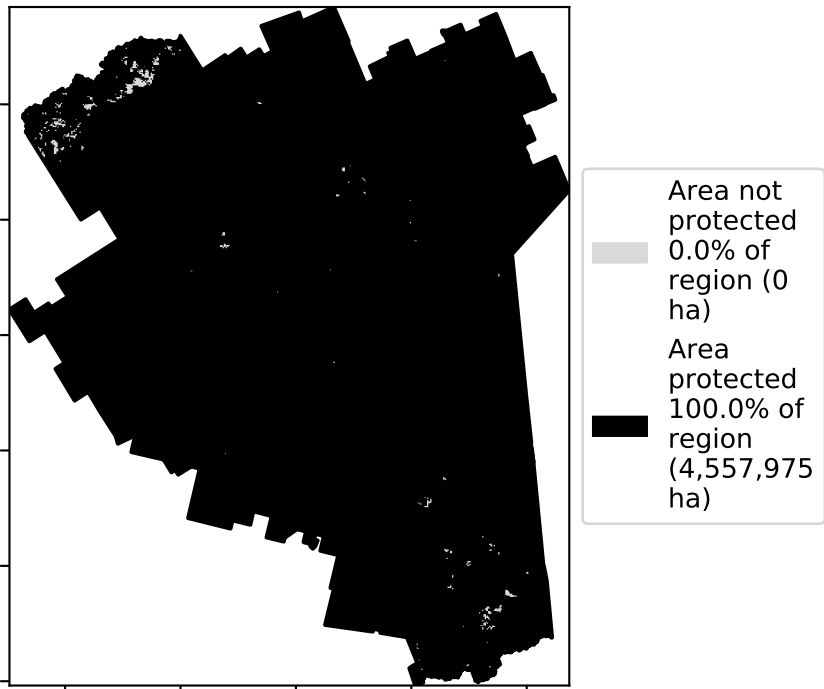 Area not
protected
0.0% of
region (0
ha)
Area
protected
100.0% of
region
(4,557,975
ha)